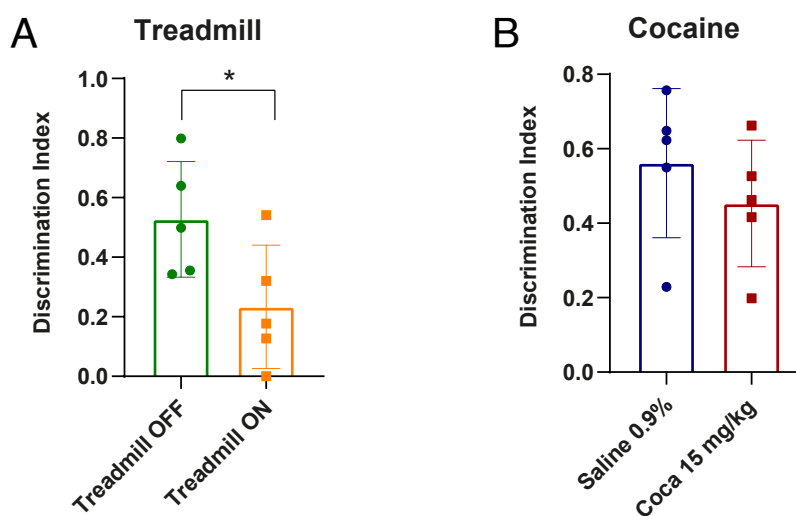 A
Treadmill
*
Discrimination Index
1.0
0.8
0.6
0.4
0.2
0.0
Treadmill OFF
Treadmill ON
B
Cocaine
Discrimination Index
0.8
0.6
0.4
0.2
0.0
Saline 0.9%
Coca 15 mg/kg